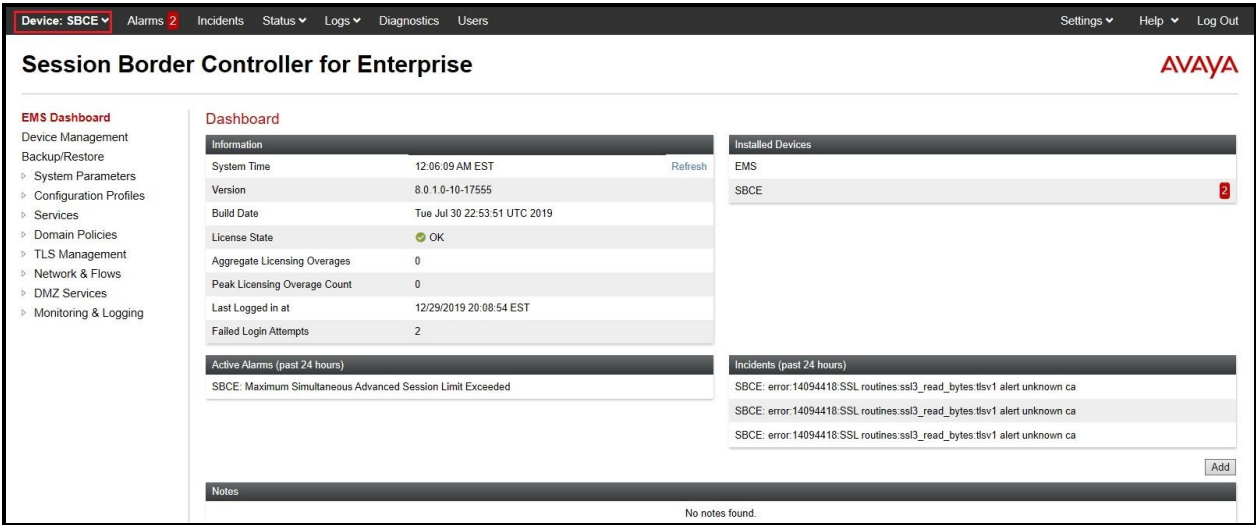 Device: SBCE Alarms 2 Incidents Status Logs Diagnostics Users Settings Help Log Out
Session Border Controller for Enterprise
AVAYA
EMS Dashboard
Device Management
Backup/Restore
System Parameters
Configuration Profiles
Services
Domain Policies
TLS Management
Network & Flows
DMZ Services
Monitoring & Logging
Dashboard
Information
System Time 12:06:09 AM EST Refresh
Version 8.0.1.0-10-17555
Build Date Tue Jul 30 22:53:51 UTC 2019
License State OK
Aggregate Licensing Overages 0
Peak Licensing Overage Count 0
Last Logged in at 12/29/2019 20:08:54 EST
Failed Login Attempts 2
Installed Devices
EMS
SBCE 2
Active Alarms (past 24 hours)
SBCE: Maximum Simultaneous Advanced Session Limit Exceeded
Incidents (past 24 hours)
SBCE: error:14094418:SSL routines:ssl3_read_bytes:tlsv1 alert unknown ca
SBCE: error:14094418:SSL routines:ssl3_read_bytes:tlsv1 alert unknown ca
SBCE: error:14094418:SSL routines:ssl3_read_bytes:tlsv1 alert unknown ca
Add
Notes
No notes found.